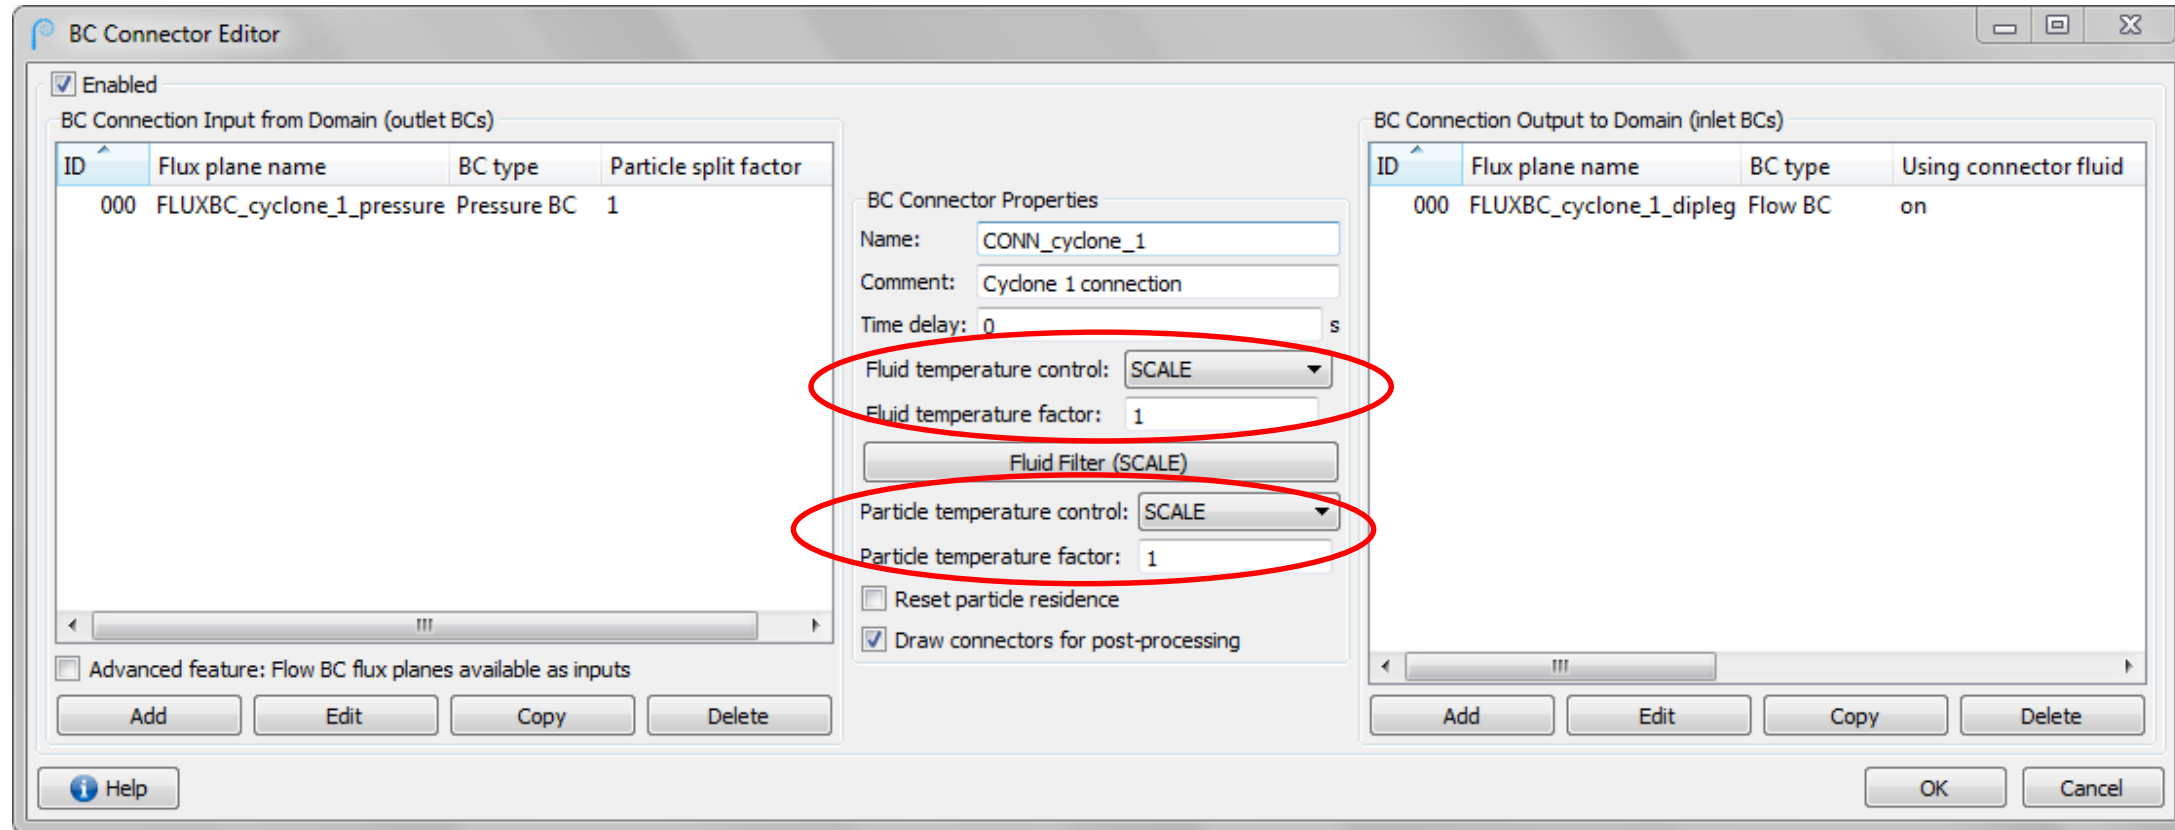 BC Connector Editor
Enabled
BC Connection Input from Domain (outlet BCs)
ID Flux plane name BC type Particle split factor
000 FLUXBC_cyclone_1_pressure Pressure BC 1
Advanced feature: Flow BC flux planes available as inputs
Add Edit Copy Delete
BC Connector Properties
Name: CONN_cyclone_1
Comment: Cyclone 1 connection
Time delay: 0 s
Fluid temperature control: SCALE
Fluid temperature factor: 1
Fluid Filter (SCALE)
Particle temperature control: SCALE
Particle temperature factor: 1
Reset particle residence
Draw connectors for post-processing
BC Connection Output to Domain (inlet BCs)
ID Flux plane name BC type Using connector fluid
000 FLUXBC_cyclone_1_dipleg Flow BC on
Add Edit Copy Delete
Help
OK Cancel